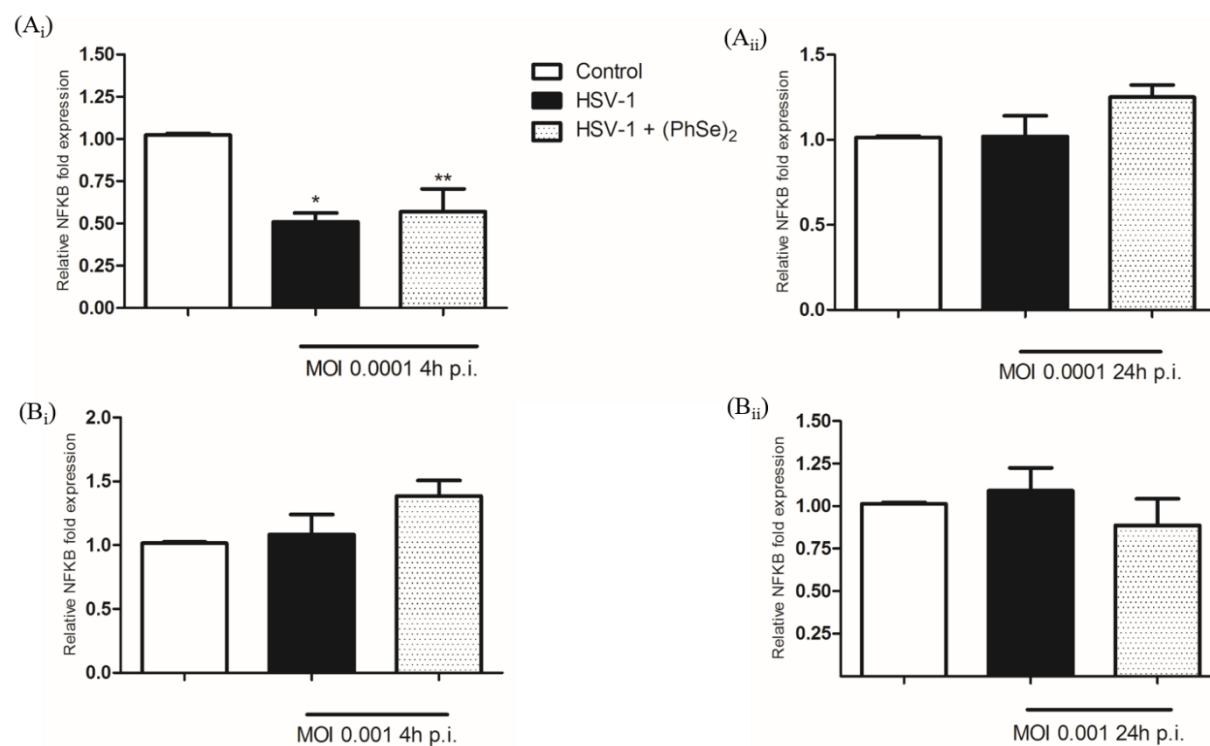 (Ai)
Relative NFKB fold expression
1.50
1.25
1.00
0.75
0.50
0.25
0.00
*
**
MOI 0.0001 4h p.i.
Control
HSV-1
HSV-1 + (PhSe)2
(Aii)
Relative NFKB fold expression
1.5
1.0
0.5
0.0
MOI 0.0001 24h p.i.
(Bi)
Relative NFKB fold expression
2.0
1.5
1.0
0.5
0.0
MOI 0.001 4h p.i.
(Bii)
Relative NFKB fold expression
1.50
1.25
1.00
0.75
0.50
0.25
MOI 0.001 24h p.i.